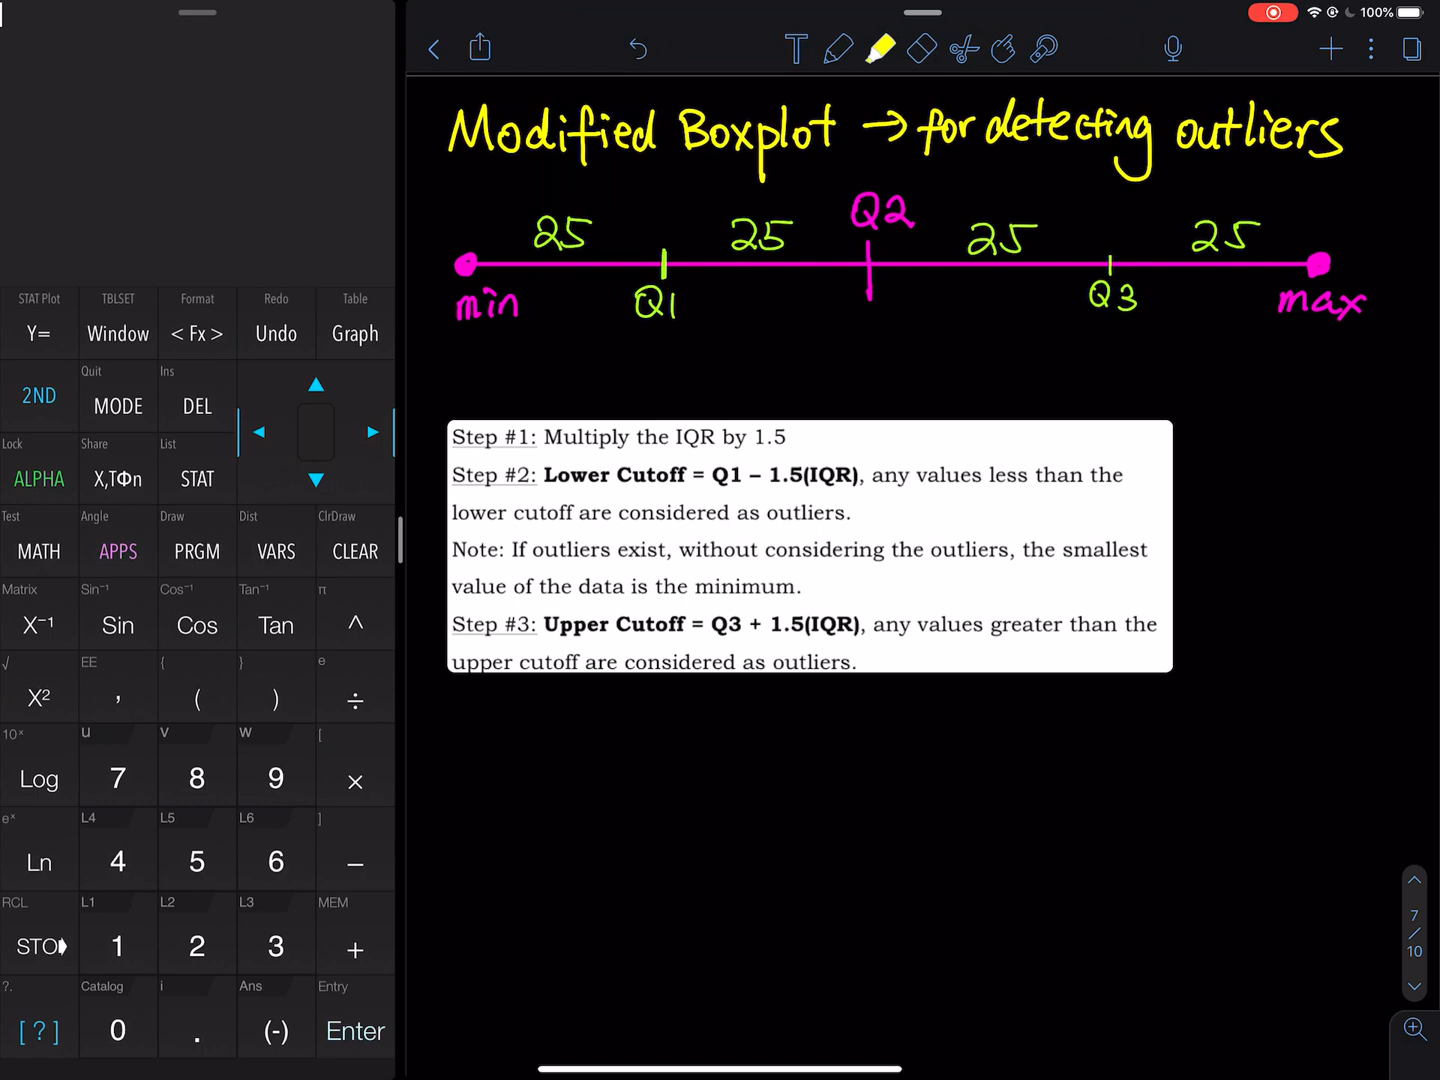 100%
Modified Boxplot → for detecting outliers
25 25 Q2 25 25
min Q1 Q3 max
Step #1: Multiply the IQR by 1.5
Step #2: Lower Cutoff = Q1 – 1.5(IQR), any values less than the
lower cutoff are considered as outliers.
Note: If outliers exist, without considering the outliers, the smallest
value of the data is the minimum.
Step #3: Upper Cutoff = Q3 + 1.5(IQR), any values greater than the
upper cutoff are considered as outliers.
7
/
10
STAT Plot TBLSET Format Redo Table
Y= Window < Fx > Undo Graph
Quit Ins
2ND MODE DEL
Lock Share List
ALPHA X,TΦn STAT
Test Angle Draw Dist ClrDraw
MATH APPS PRGM VARS CLEAR
Matrix Sin⁻¹ Cos⁻¹ Tan⁻¹ π
X⁻¹ Sin Cos Tan ^
√ EE { } e
X² , ( ) ÷
10ˣ u V W [
Log 7 8 9 ×
eˣ L4 L5 L6 ]
Ln 4 5 6 –
RCL L1 L2 L3 MEM
STO 1 2 3 +
?. Catalog i Ans Entry
[ ? ] 0 . (-) Enter